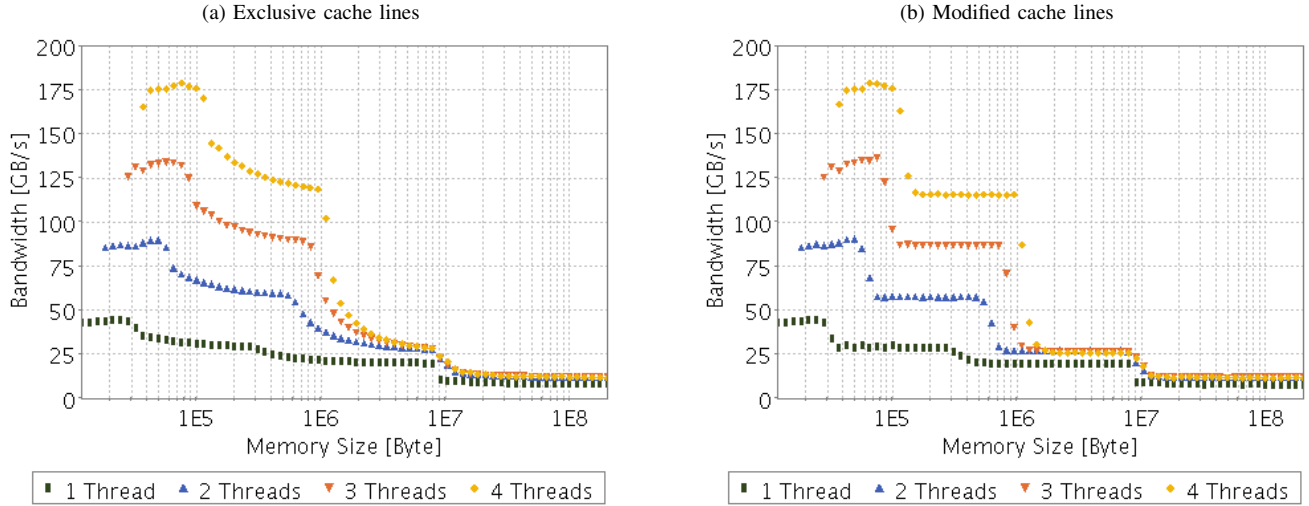 (a) Exclusive cache lines
200
175
150
125
100
75
50
25
0
Bandwidth [GB/s]
1E5 1E6 1E7 1E8
Memory Size [Byte]
1 Thread 2 Threads 3 Threads 4 Threads
(b) Modified cache lines
200
175
150
125
100
75
50
25
0
Bandwidth [GB/s]
1E5 1E6 1E7 1E8
Memory Size [Byte]
1 Thread 2 Threads 3 Threads 4 Threads